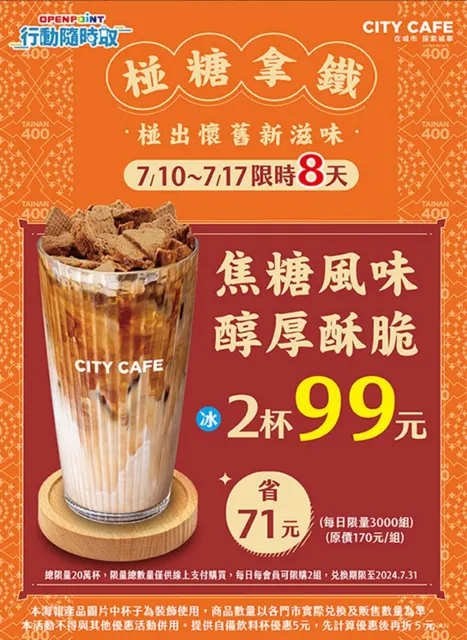 OPENPOINT
行動隨時取
CITY CAFE
在城市 探索城事
椪糖拿鐵
椪出懷舊新滋味
7/10~7/17限時8天
TAINAN
400
焦糖風味
醇厚酥脆
CITY CAFE
冰 2杯99元
省
71元
(每日限量3000組)
(原價170元/組)
總限量20萬杯，限量總數量僅供線上支付購買，每日每會員可限購2組，兌換期限至2024.7.31
本海報產品圖片中杯子為裝飾使用，商品數量以各門市實際兌換及販售數量為準。
本活動不得與其他優惠活動併用。提供自備飲料杯優惠5元，先計算優惠後再折 5 元。